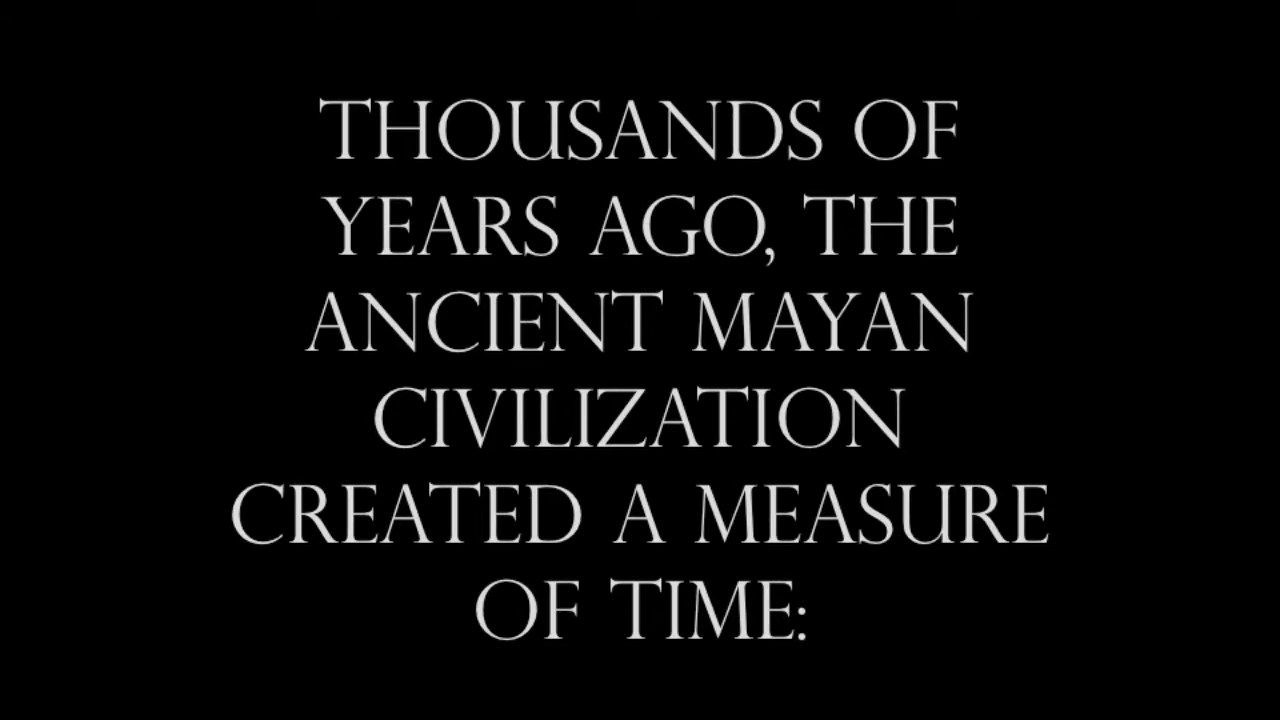 THOUSANDS OF
YEARS AGO, THE
ANCIENT MAYAN
CIVILIZATION
CREATED A MEASURE
OF TIME: